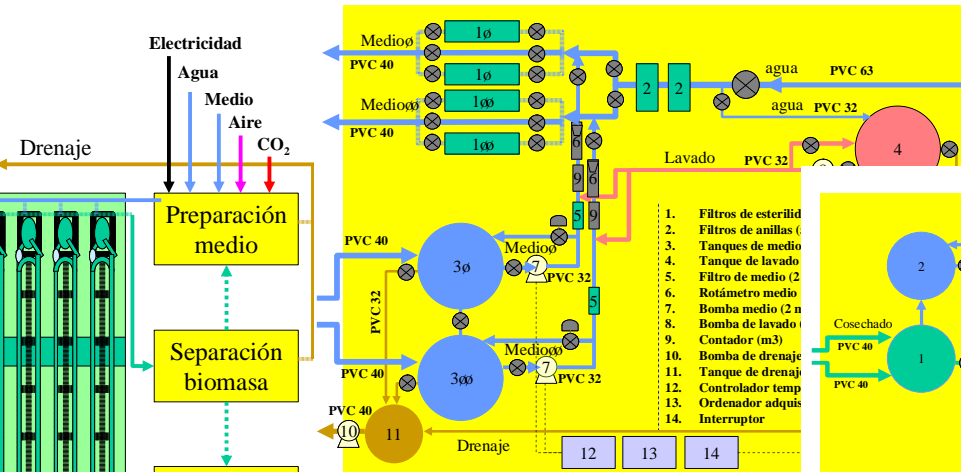 Electricidad
Agua
Medio
Aire
CO2
Drenaje
Preparación
medio
Separación
biomasa
Medioø
PVC 40
1ø
1ø
Medioøø
PVC 40
1øø
1øø
2
2
agua
PVC 63
agua
PVC 32
4
Lavado
PVC 32
6
6
9
9
5
5
PVC 40
3ø
Medioø
7
PVC 32
PVC 32
3øø
Medioøø
7
PVC 32
PVC 40
PVC 40
10
11
Drenaje
12
13
14
1. Filtros de
2. Filtros de anillas
3. Tanques de medio
4. Tanque de lavado
5. Filtro de medio (2
6. Rotámetro medio
7. Bomba medio (2
8. Bomba de lavado
9. Contador (m3)
10. Bomba de drenaje
11. Tanque de
12. Controlador
13. Ordenador
14. Interruptor
2
Cosechado
PVC 40
1
PVC 40